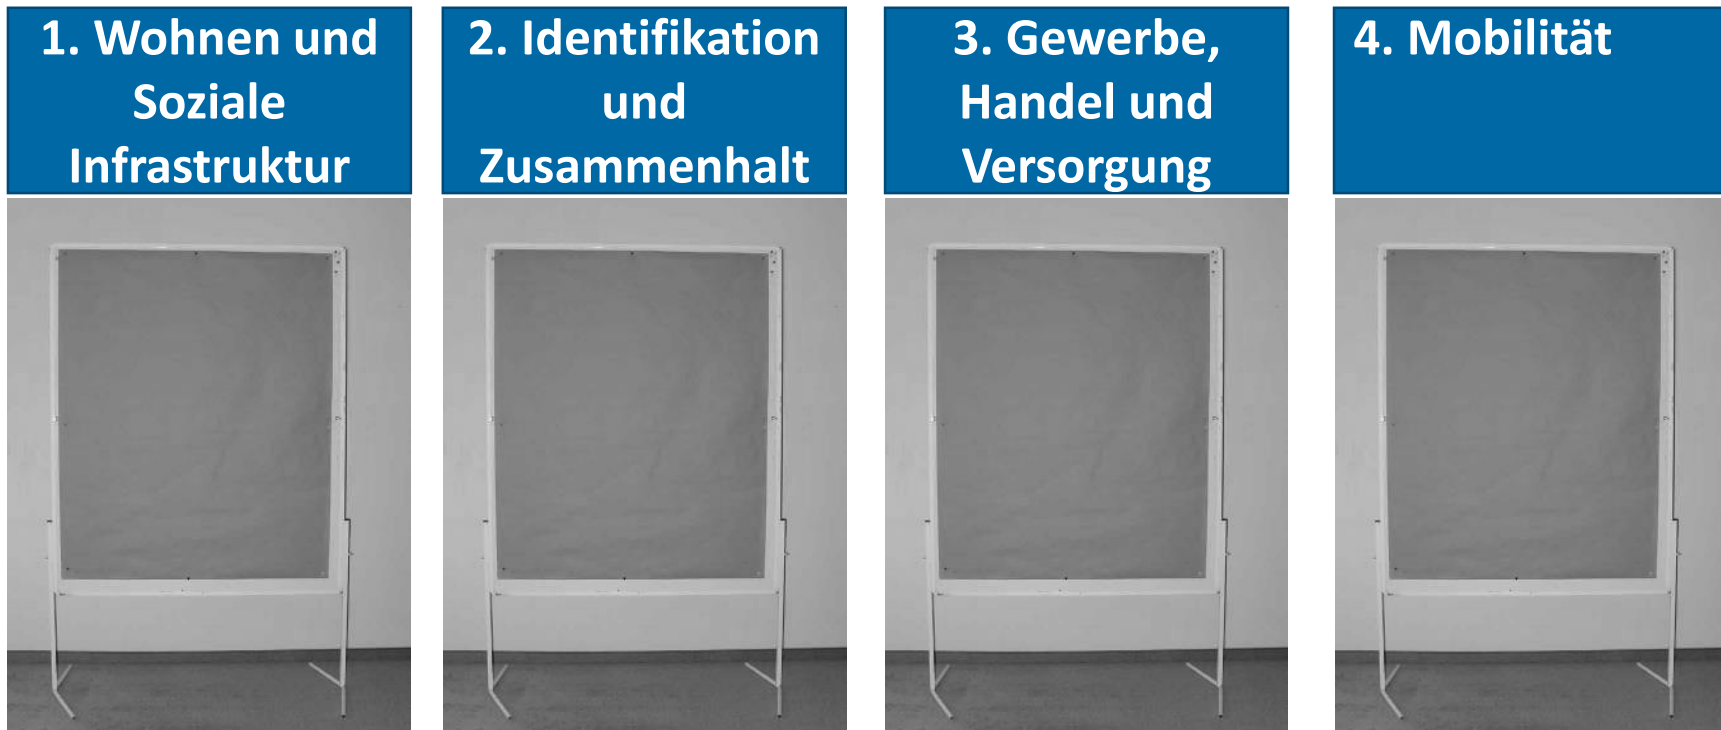 1. Wohnen und
Soziale
Infrastruktur
2. Identifikation
und
Zusammenhalt
3. Gewerbe,
Handel und
Versorgung
4. Mobilität